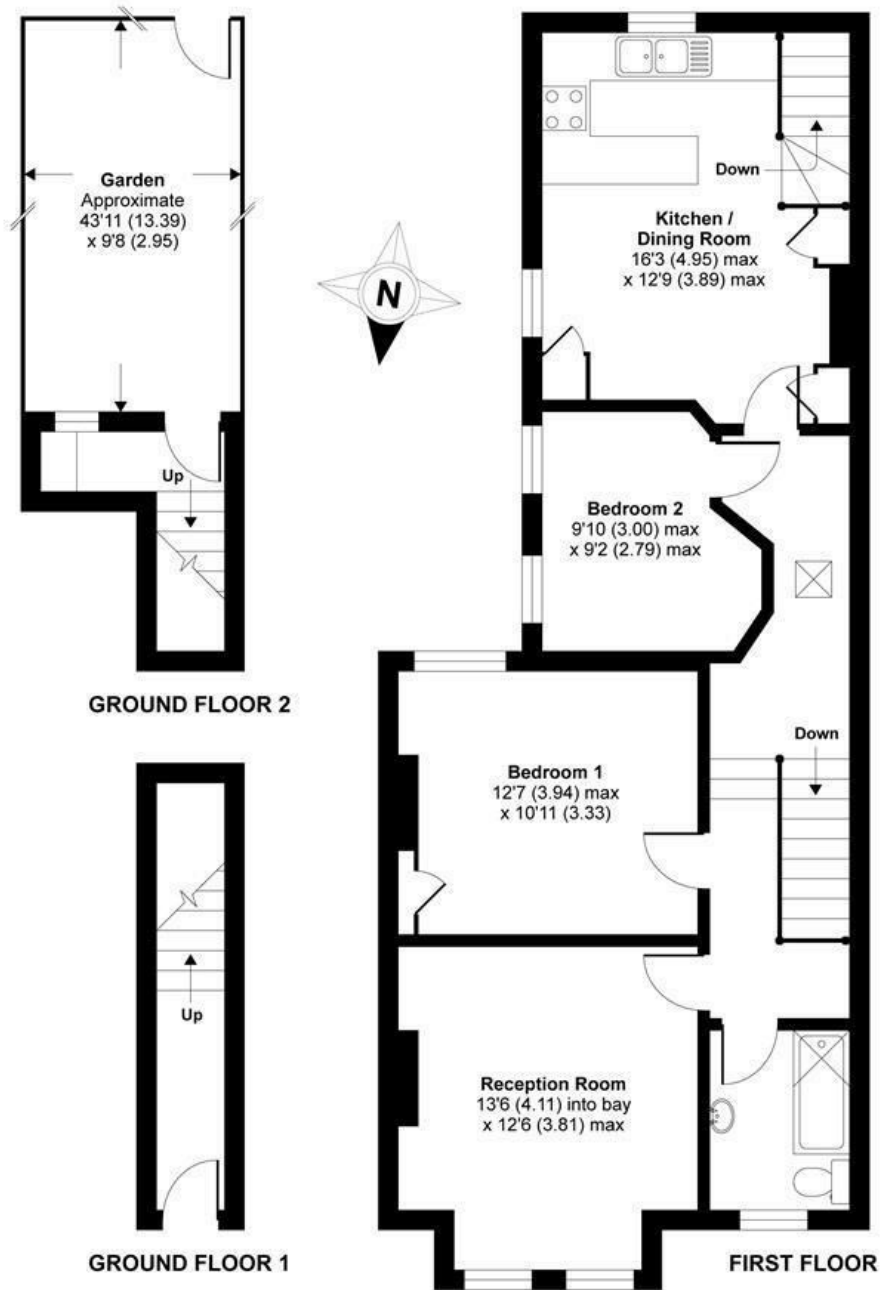 Garden
Approximate
43'11 (13.39)
x 9'8 (2.95)
Up
GROUND FLOOR 2
Up
GROUND FLOOR 1
N
Down
Kitchen /
Dining Room
16'3 (4.95) max
x 12'9 (3.89) max
Bedroom 2
9'10 (3.00) max
x 9'2 (2.79) max
Down
Bedroom 1
12'7 (3.94) max
x 10'11 (3.33)
Reception Room
13'6 (4.11) into bay
x 12'6 (3.81) max
FIRST FLOOR